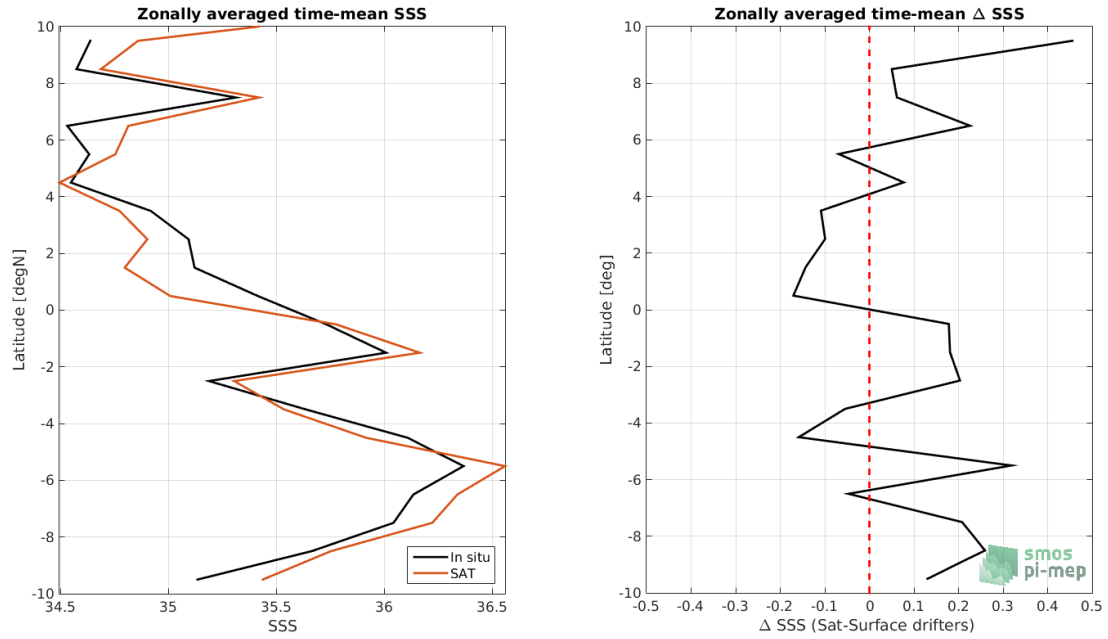 Zonally averaged time-mean SSS
10
8
6
4
2
0
-2
-4
-6
-8
-10
Latitude [degN]
34.5 35 35.5 36 36.5
SSS
In situ
SAT
Zonally averaged time-mean Δ SSS
10
8
6
4
2
0
-2
-4
-6
-8
-10
Latitude [deg]
-0.5 -0.4 -0.3 -0.2 -0.1 0 0.1 0.2 0.3 0.4 0.5
Δ SSS (Sat-Surface drifters)
smos
pi-mep